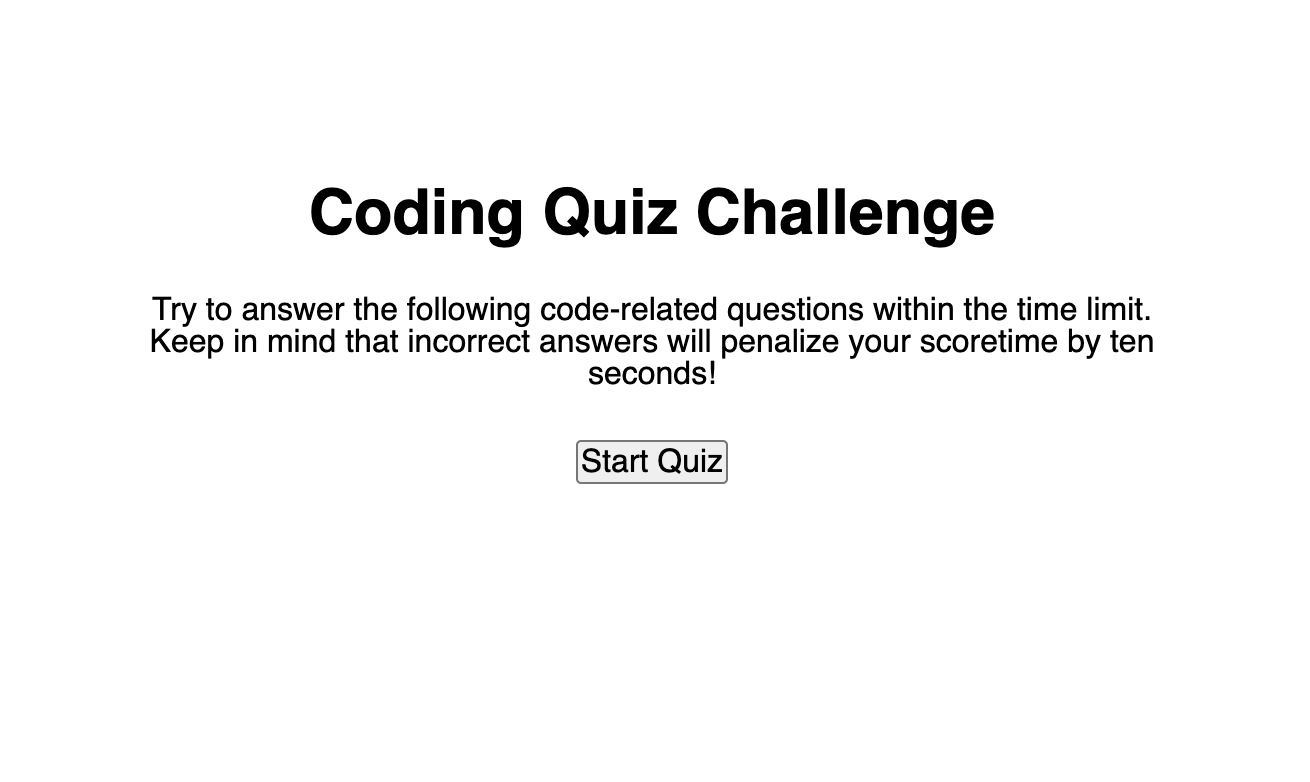 Coding Quiz Challenge
Try to answer the following code-related questions within the time limit.
Keep in mind that incorrect answers will penalize your scoretime by ten
seconds!
Start Quiz